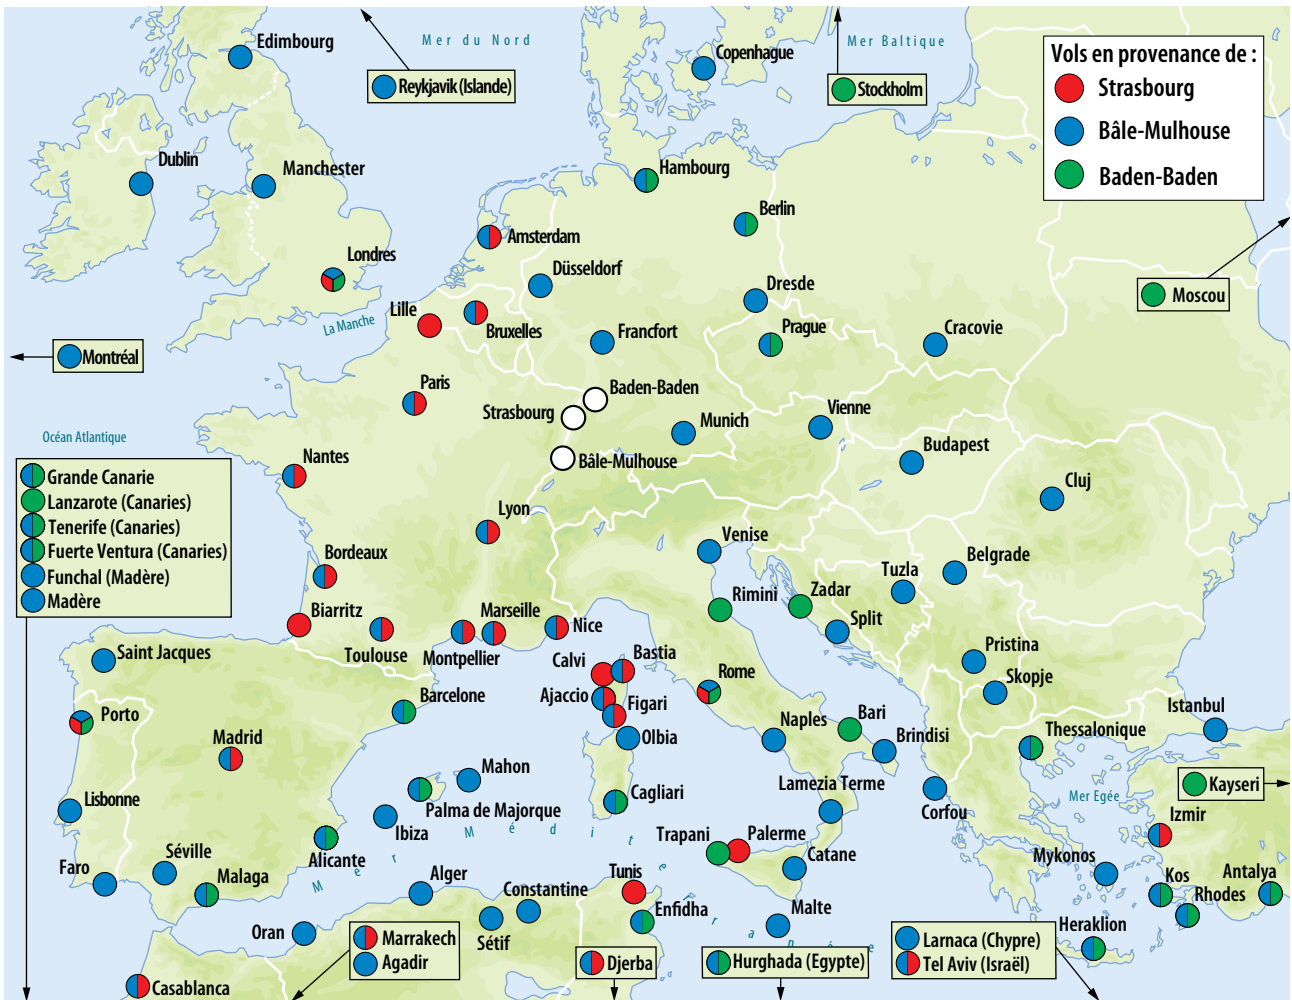 Edimbourg
Mer du Nord
Copenhague
Mer Baltique
Vols en provenance de :
Strasbourg
Bâle-Mulhouse
Baden-Baden
Reykjavik (Islande)
Stockholm
Dublin
Manchester
Hambourg
Berlin
Londres
Amsterdam
Düsseldorf
Dresde
Moscou
Lille
La Manche
Bruxelles
Francfort
Prague
Cracovie
Montréal
Paris
Baden-Baden
Strasbourg
Munich
Vienne
Océan Atlantique
Nantes
Bâle-Mulhouse
Budapest
Cluj
Grande Canarie
Lanzarote (Canaries)
Tenerife (Canaries)
Fuerte Ventura (Canaries)
Funchal (Madère)
Madère
Lyon
Venise
Bordeaux
Tuzla
Belgrade
Biarritz
Marseille
Nice
Rimini
Zadar
Split
Toulouse
Montpellier
Saint Jacques
Calvi
Bastia
Pristina
Rome
Skopje
Barcelone
Ajaccio
Figari
Porto
Olbia
Naples
Bari
Brindisi
Thessalonique
Istanbul
Madrid
Mahon
Lisbonne
Palma de Majorque
Ibiza
Cagliari
Lamezia Terme
Corfou
Mer Egée
Kayseri
Izmir
Mer Méditerranée
Trapani
Palerme
Alicante
Catane
Mykonos
Faro
Séville
Malaga
Alger
Constantine
Tunis
Kos
Antalya
Rhodes
Oran
Sétif
Enfidha
Malte
Heraklion
Marrakech
Agadir
Djerba
Hurghada (Egypte)
Larnaca (Chypre)
Tel Aviv (Israël)
Casablanca